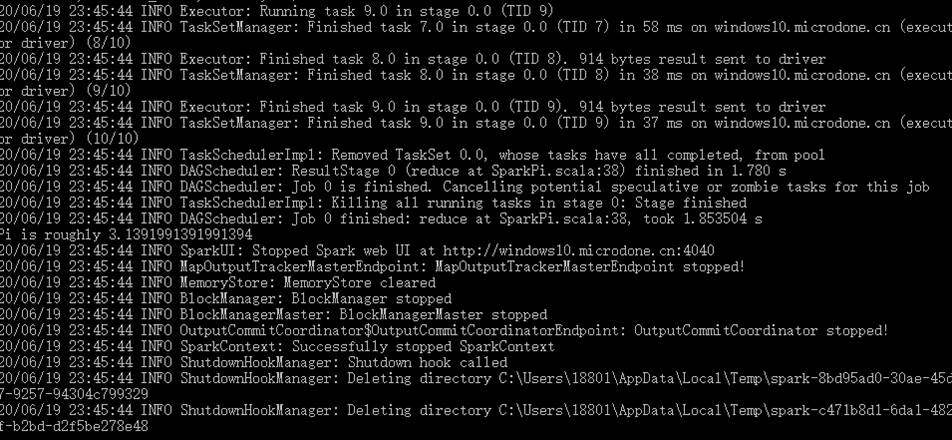 20/06/19 23:45:44 INFO Executor: Running task 9.0 in stage 0.0 (TID 9)
20/06/19 23:45:44 INFO TaskSetManager: Finished task 7.0 in stage 0.0 (TID 7) in 58 ms on windows10.microdone.cn (execut
or driver) (8/10)
20/06/19 23:45:44 INFO Executor: Finished task 8.0 in stage 0.0 (TID 8). 914 bytes result sent to driver
20/06/19 23:45:44 INFO TaskSetManager: Finished task 8.0 in stage 0.0 (TID 8) in 38 ms on windows10.microdone.cn (execut
or driver) (9/10)
20/06/19 23:45:44 INFO Executor: Finished task 9.0 in stage 0.0 (TID 9). 914 bytes result sent to driver
20/06/19 23:45:44 INFO TaskSetManager: Finished task 9.0 in stage 0.0 (TID 9) in 37 ms on windows10.microdone.cn (execut
or driver) (10/10)
20/06/19 23:45:44 INFO TaskSchedulerImpl: Removed TaskSet 0.0, whose tasks have all completed, from pool
20/06/19 23:45:44 INFO DAGScheduler: ResultStage 0 (reduce at SparkPi.scala:38) finished in 1.780 s
20/06/19 23:45:44 INFO DAGScheduler: Job 0 is finished. Cancelling potential speculative or zombie tasks for this job
20/06/19 23:45:44 INFO TaskSchedulerImpl: Killing all running tasks in stage 0: Stage finished
20/06/19 23:45:44 INFO DAGScheduler: Job 0 finished: reduce at SparkPi.scala:38, took 1.853504 s
Pi is roughly 3.1391991391991394
20/06/19 23:45:44 INFO SparkUI: Stopped Spark web UI at http://windows10.microdone.cn:4040
20/06/19 23:45:44 INFO MapOutputTrackerMasterEndpoint: MapOutputTrackerMasterEndpoint stopped!
20/06/19 23:45:44 INFO MemoryStore: MemoryStore cleared
20/06/19 23:45:44 INFO BlockManager: BlockManager stopped
20/06/19 23:45:44 INFO BlockManagerMaster: BlockManagerMaster stopped
20/06/19 23:45:44 INFO OutputCommitCoordinator$OutputCommitCoordinatorEndpoint: OutputCommitCoordinator stopped!
20/06/19 23:45:44 INFO SparkContext: Successfully stopped SparkContext
20/06/19 23:45:44 INFO ShutdownHookManager: Shutdown hook called
20/06/19 23:45:44 INFO ShutdownHookManager: Deleting directory C:\Users\18801\AppData\Local\Temp\spark-8bd95ad0-30ae-45d
7-9257-94304c799329
20/06/19 23:45:44 INFO ShutdownHookManager: Deleting directory C:\Users\18801\AppData\Local\Temp\spark-c471b8d1-6da1-482
f-b2bd-d2f5be278e48